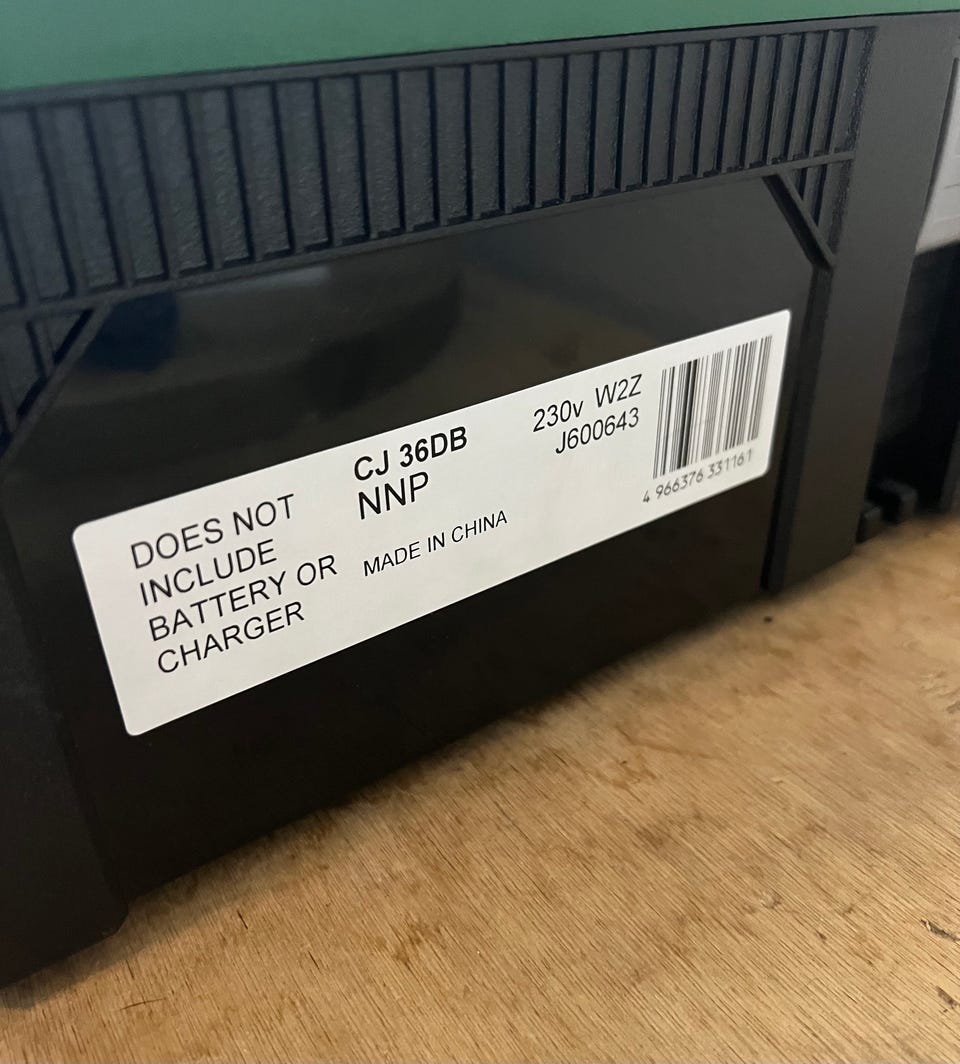 DOES NOT
INCLUDE
BATTERY OR
CHARGER
CJ 36DB
NNP
MADE IN CHINA
230v W2Z
J600643
4 966376 331161